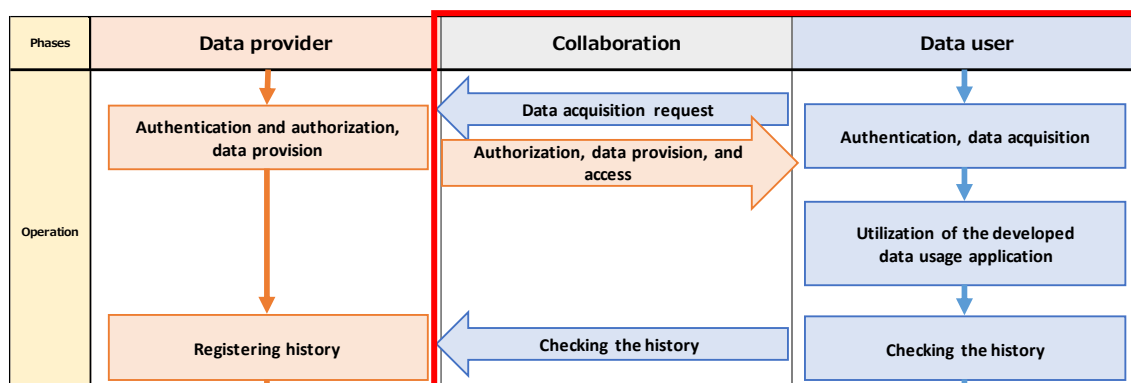 Phases
Data provider
Collaboration
Data user
Operation
Authentication and authorization,
data provision
Data acquisition request
Authorization, data provision, and
access
Authentication, data acquisition
Utilization of the developed
data usage application
Registering history
Checking the history
Checking the history